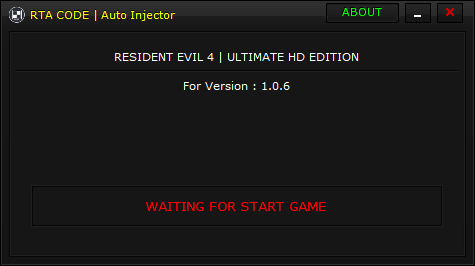 RTA CODE | Auto Injector
ABOUT
RESIDENT EVIL 4 | ULTIMATE HD EDITION
For Version : 1.0.6
WAITING FOR START GAME